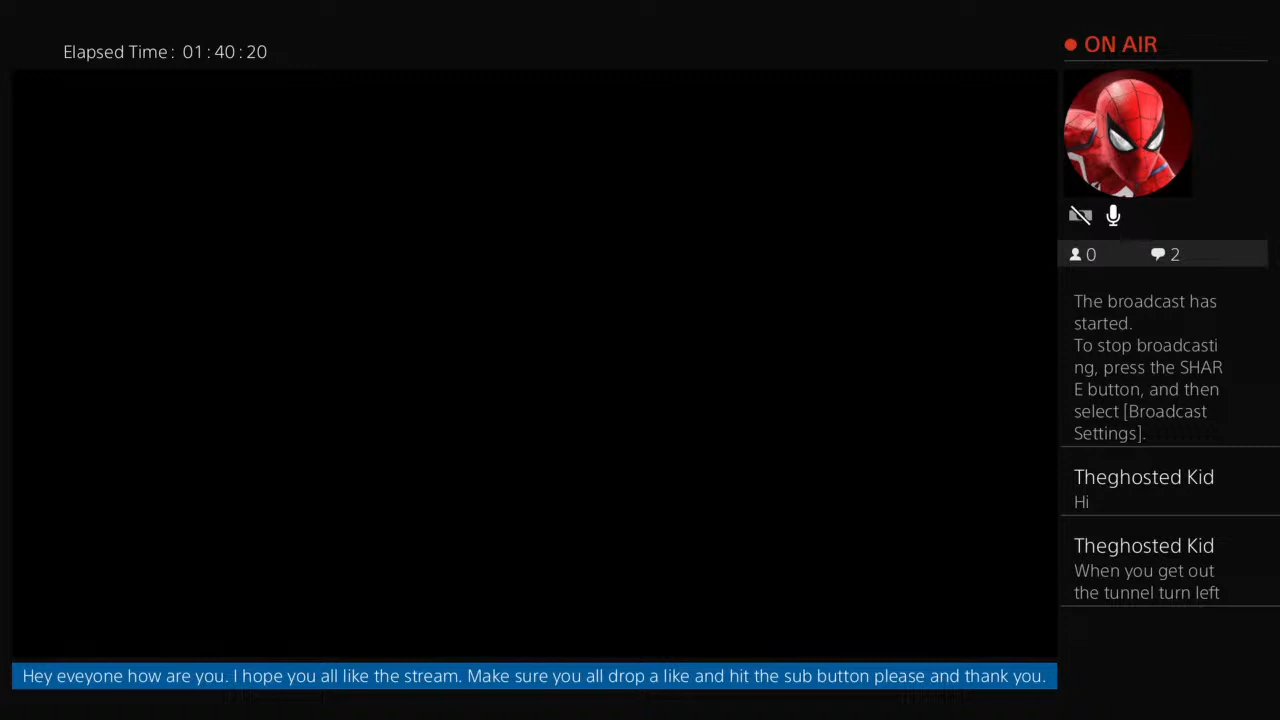 Elapsed Time: 01:40:20
ON AIR
0 2
The broadcast has
started.
To stop broadcasti
ng, press the SHAR
E button, and then
select [Broadcast
Settings].
Theghosted Kid
Hi
Theghosted Kid
When you get out
the tunnel turn left
Hey eveyone how are you. I hope you all like the stream. Make sure you all drop a like and hit the sub button please and thank you.